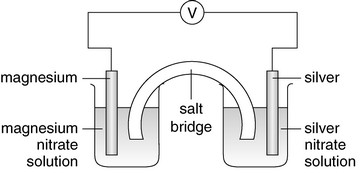 V
magnesium
silver
salt
bridge
magnesium
nitrate
solution
silver
nitrate
solution